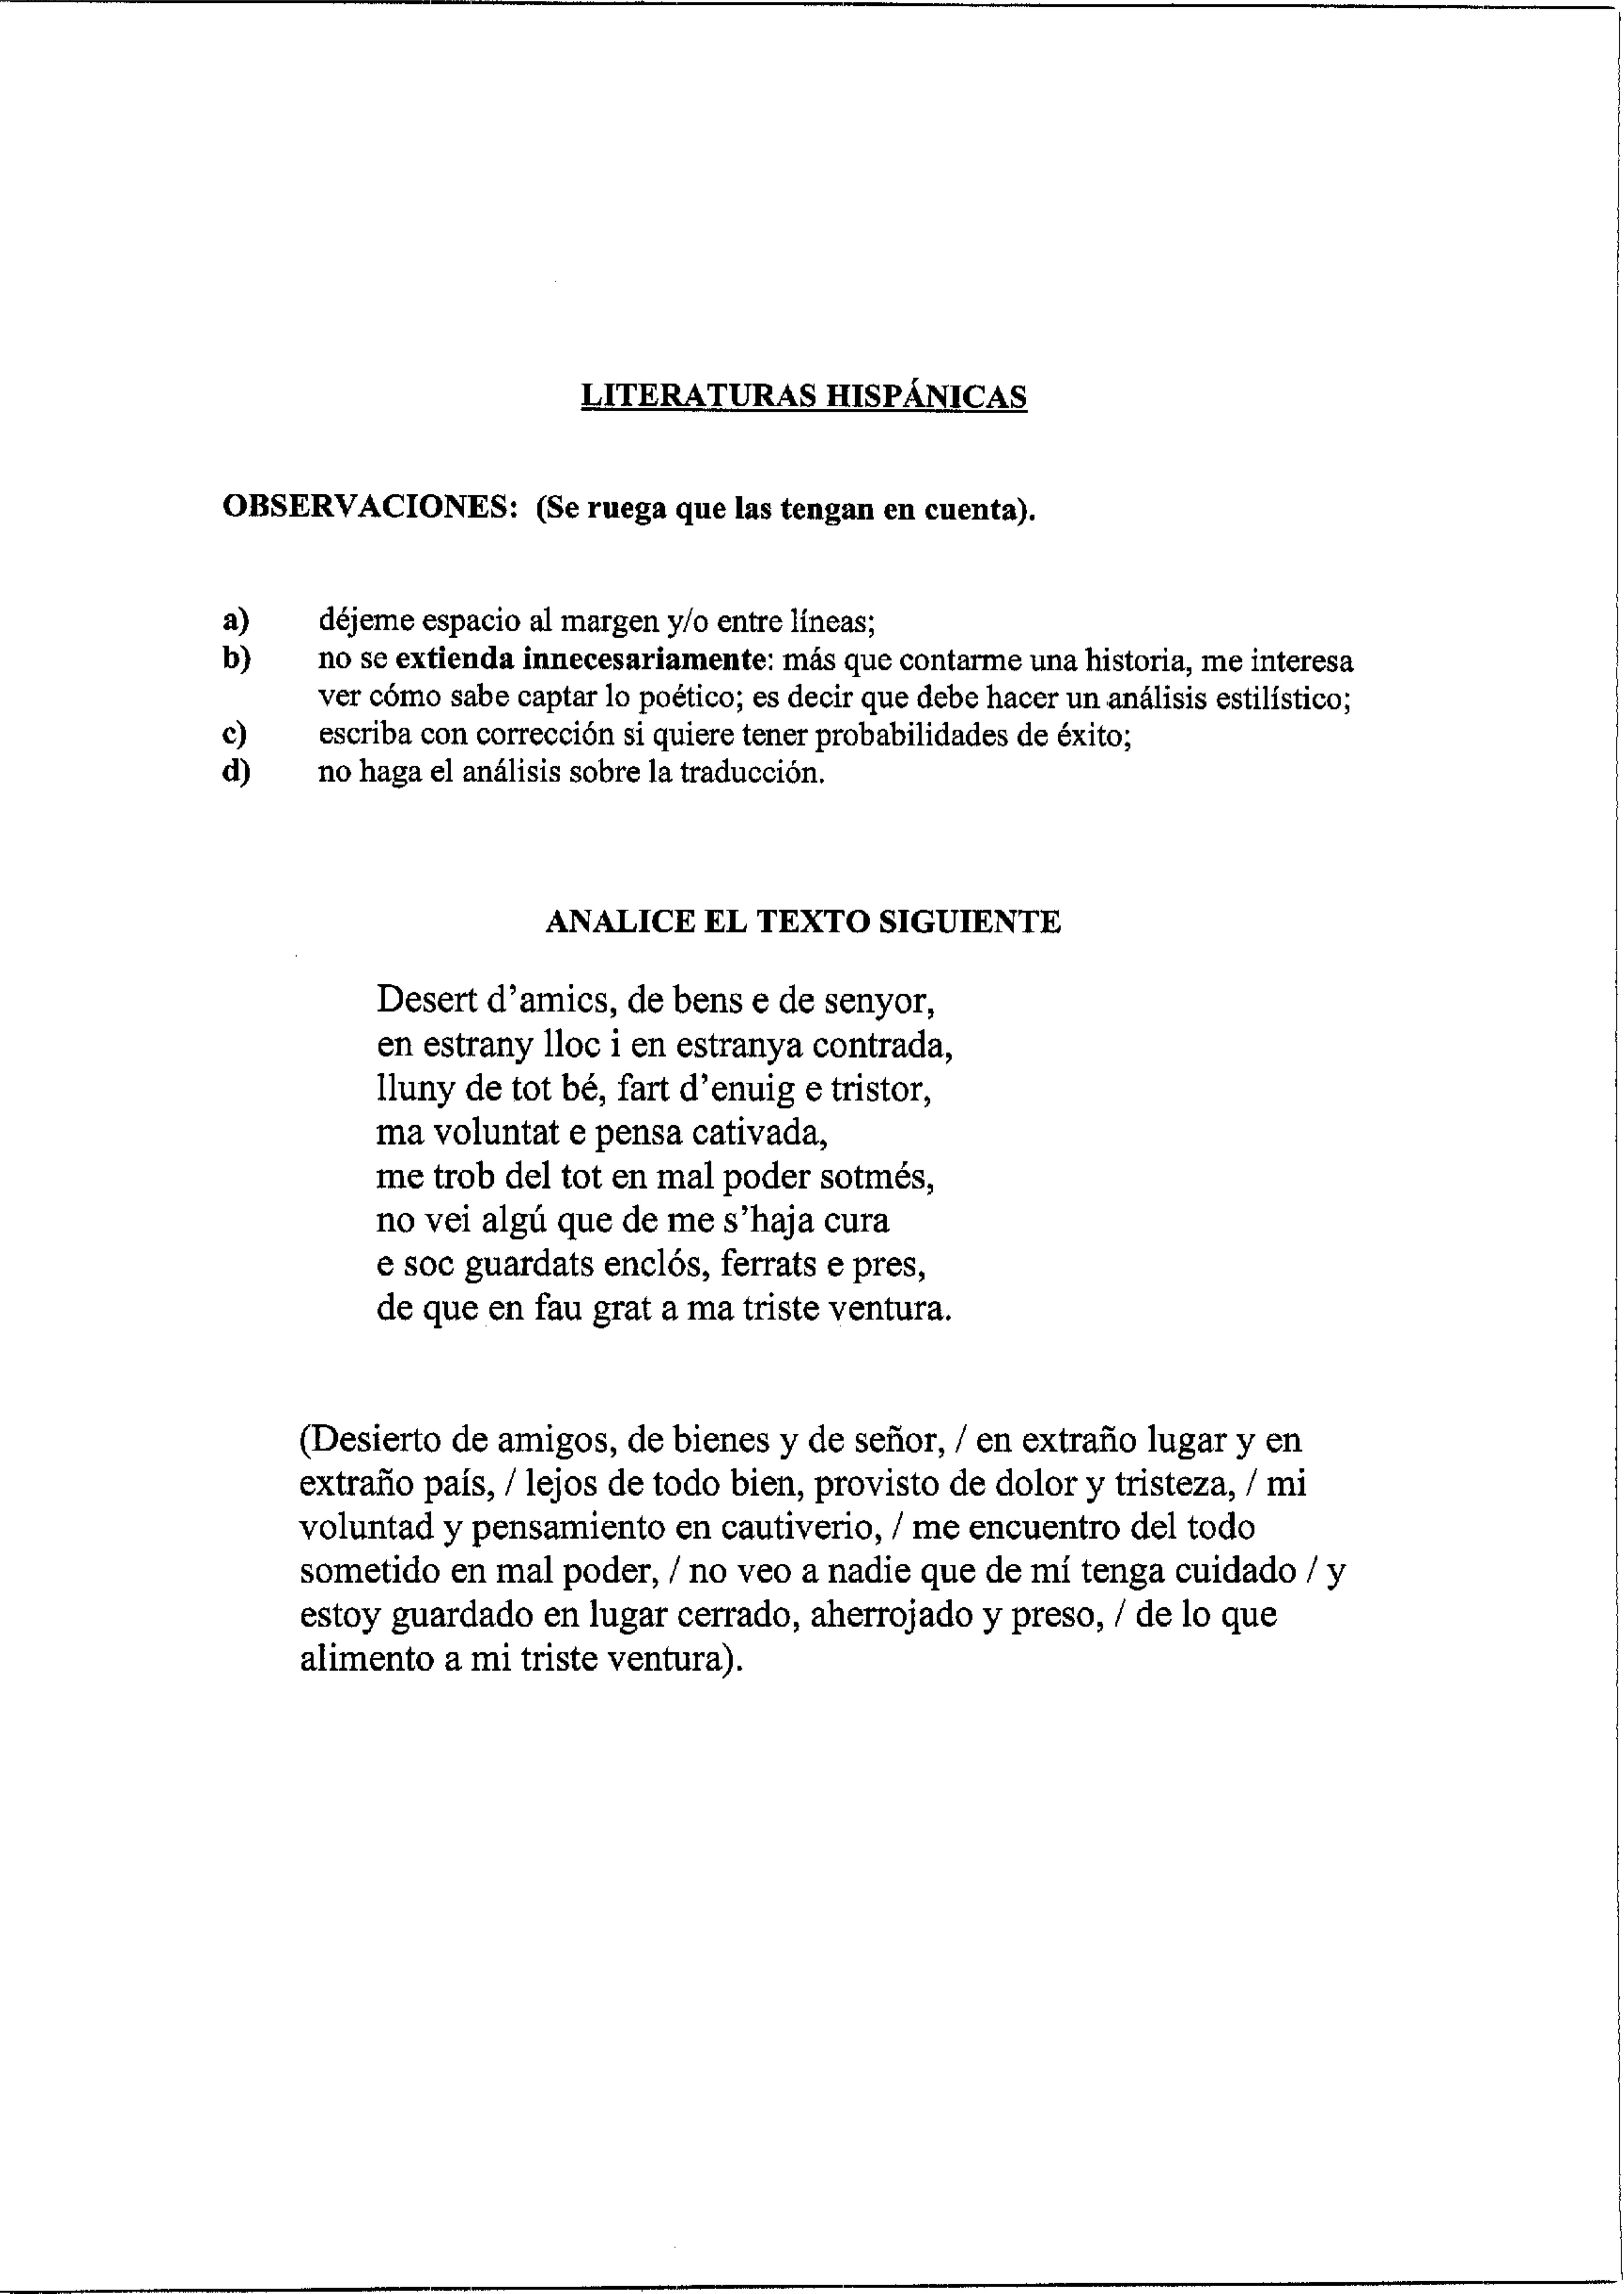 LITERATURAS HISPÁNICAS
OBSERVACIONES: (Se ruega que las tengan en cuenta).
a) déjeme espacio al margen y/o entre líneas;
b) no se extienda innecesariamente: más que contarme una historia, me interesa
ver cómo sabe captar lo poético; es decir que debe hacer un análisis estilístico;
c) escriba con corrección si quiere tener probabilidades de éxito;
d) no haga el análisis sobre la traducción.
ANALICE EL TEXTO SIGUIENTE
Desert d'amics, de bens e de senyor,
en estrany lloc i en estranya contrada,
lluny de tot bé, fart d'enuig e tristor,
ma voluntat e pensa cativada,
me trob del tot en mal poder sotmés,
no vei algú que de me s'haja cura
e soc guardats enclós, ferrats e pres,
de que en fau grat a ma triste ventura.
(Desierto de amigos, de bienes y de señor, / en extraño lugar y en
extraño país, / lejos de todo bien, provisto de dolor y tristeza, / mi
voluntad y pensamiento en cautiverio, / me encuentro del todo
sometido en mal poder, / no veo a nadie que de mí tenga cuidado / y
estoy guardado en lugar cerrado, aherrojado y preso, / de lo que
alimento a mi triste ventura).